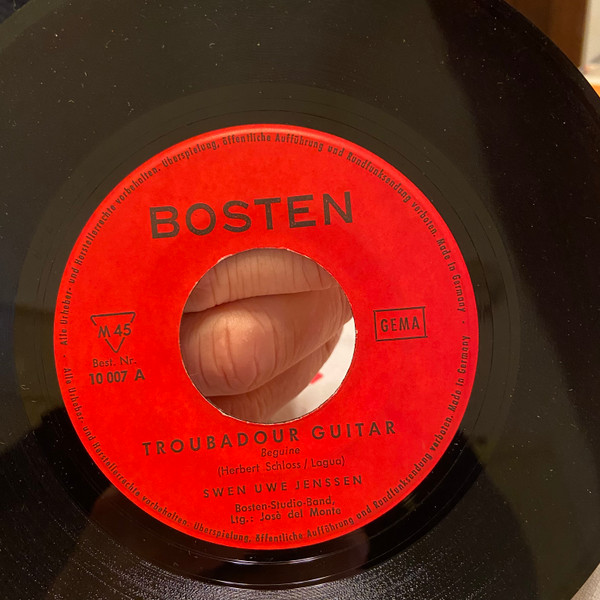 Alle Urheber- und Herstellerrechte vorbehalten. Überspielung, öffentliche Aufführung und Rundfunksendung verboten. Made in Germany.
BOSTEN
M 45
GEMA
Best. Nr.
10 007 A
TROUBADOUR GUITAR
Beguine
(Herbert Schloss / Lagua)
SWEN UWE JENSSEN
Bosten-Studio-Band,
Ltg.: José del Monte
Alle Urheber- und Herstellerrechte vorbehalten. Überspielung, öffentliche Aufführung und Rundfunksendung verboten. Made in Germany.